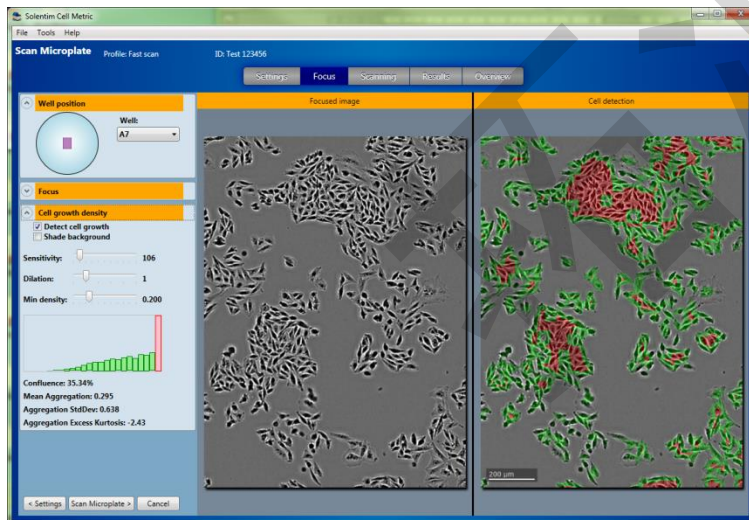 Solentim Cell Metric
File Tools Help
Scan Microplate Profile: Fast scan ID: Test 123456
Settings Focus Scanning Results Overview
Well position
Well:
A7
Focus
Cell growth density
Detect cell growth
Shade background
Sensitivity: 106
Dilation: 1
Min density: 0.200
Confluence: 35.34%
Mean Aggregation: 0.295
Aggregation StdDev: 0.638
Aggregation Excess Kurtosis: -2.43
< Settings Scan Microplate > Cancel
Focused image
Cell detection
200 µm